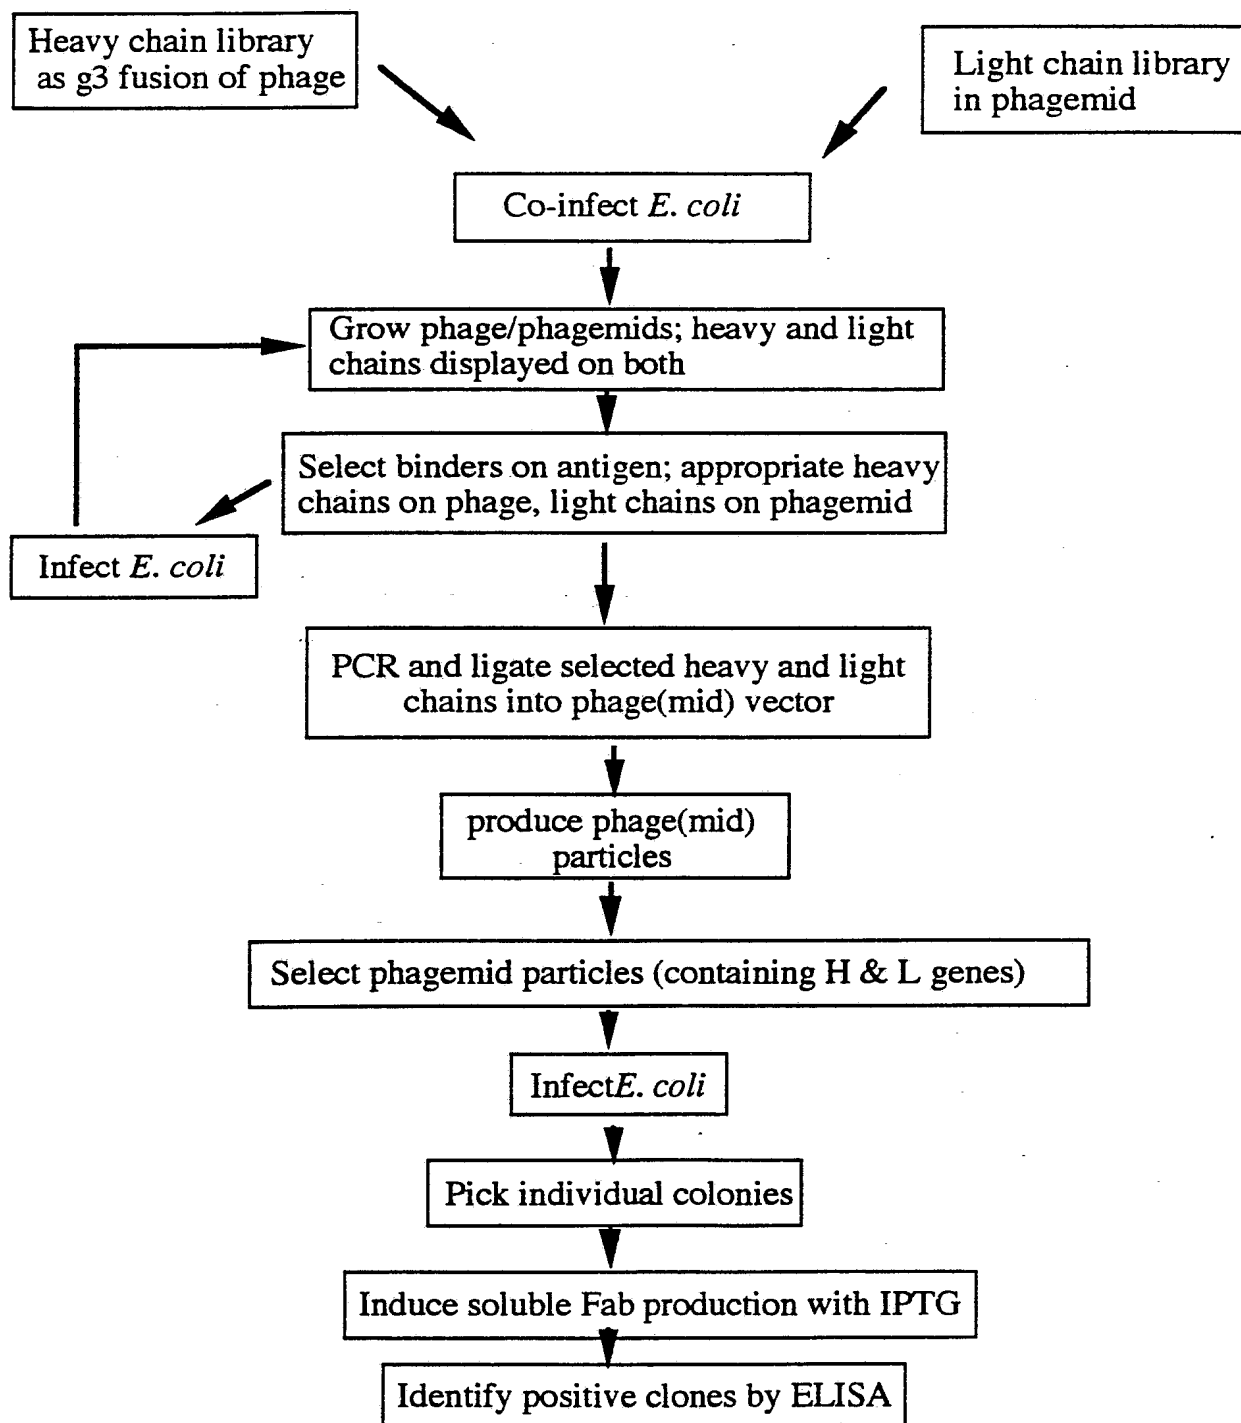 Heavy chain library
as g3 fusion of phage
Light chain library
in phagemid
Co-infect E. coli
Grow phage/phagemids; heavy and light
chains displayed on both
Select binders on antigen; appropriate heavy
chains on phage, light chains on phagemid
Infect E. coli
PCR and ligate selected heavy and light
chains into phage(mid) vector
produce phage(mid)
particles
Select phagemid particles (containing H & L genes)
InfectE. coli
Pick individual colonies
Induce soluble Fab production with IPTG
Identify positive clones by ELISA